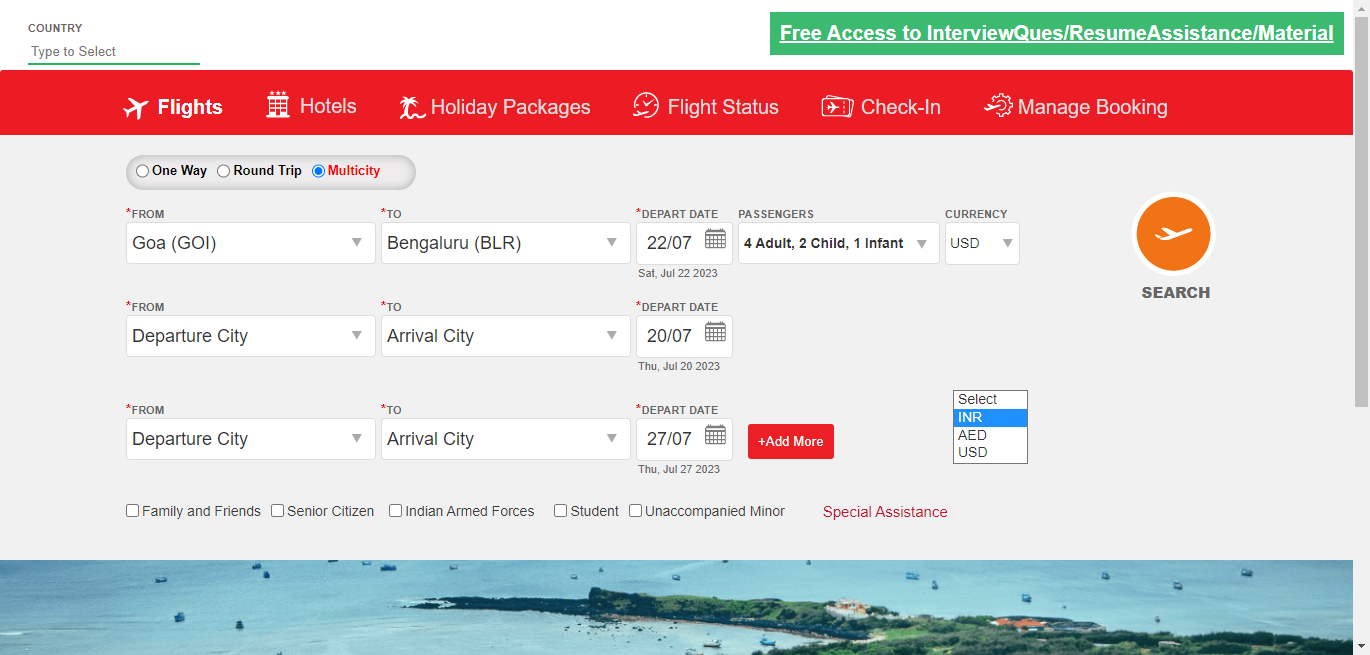 COUNTRY
Type to Select
Free Access to InterviewQues/ResumeAssistance/Material
Flights Hotels Holiday Packages Flight Status Check-In Manage Booking
One Way Round Trip Multicity
*FROM *TO *DEPART DATE PASSENGERS CURRENCY
Goa (GOI) Bengaluru (BLR) 22/07 4 Adult, 2 Child, 1 Infant USD
Sat, Jul 22 2023
SEARCH
*FROM *TO *DEPART DATE
Departure City Arrival City 20/07
Thu, Jul 20 2023
*FROM *TO *DEPART DATE
Departure City Arrival City 27/07
+Add More
Thu, Jul 27 2023
Select
INR
AED
USD
Family and Friends Senior Citizen Indian Armed Forces Student Unaccompanied Minor Special Assistance